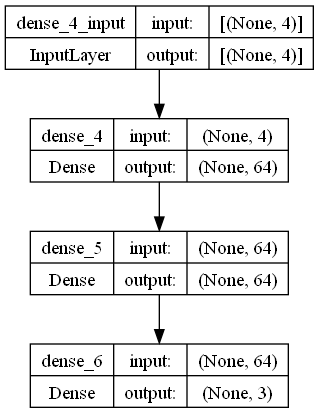 dense_4_input input: [(None, 4)]
InputLayer output: [(None, 4)]
dense_4 input: (None, 4)
Dense output: (None, 64)
dense_5 input: (None, 64)
Dense output: (None, 64)
dense_6 input: (None, 64)
Dense output: (None, 3)